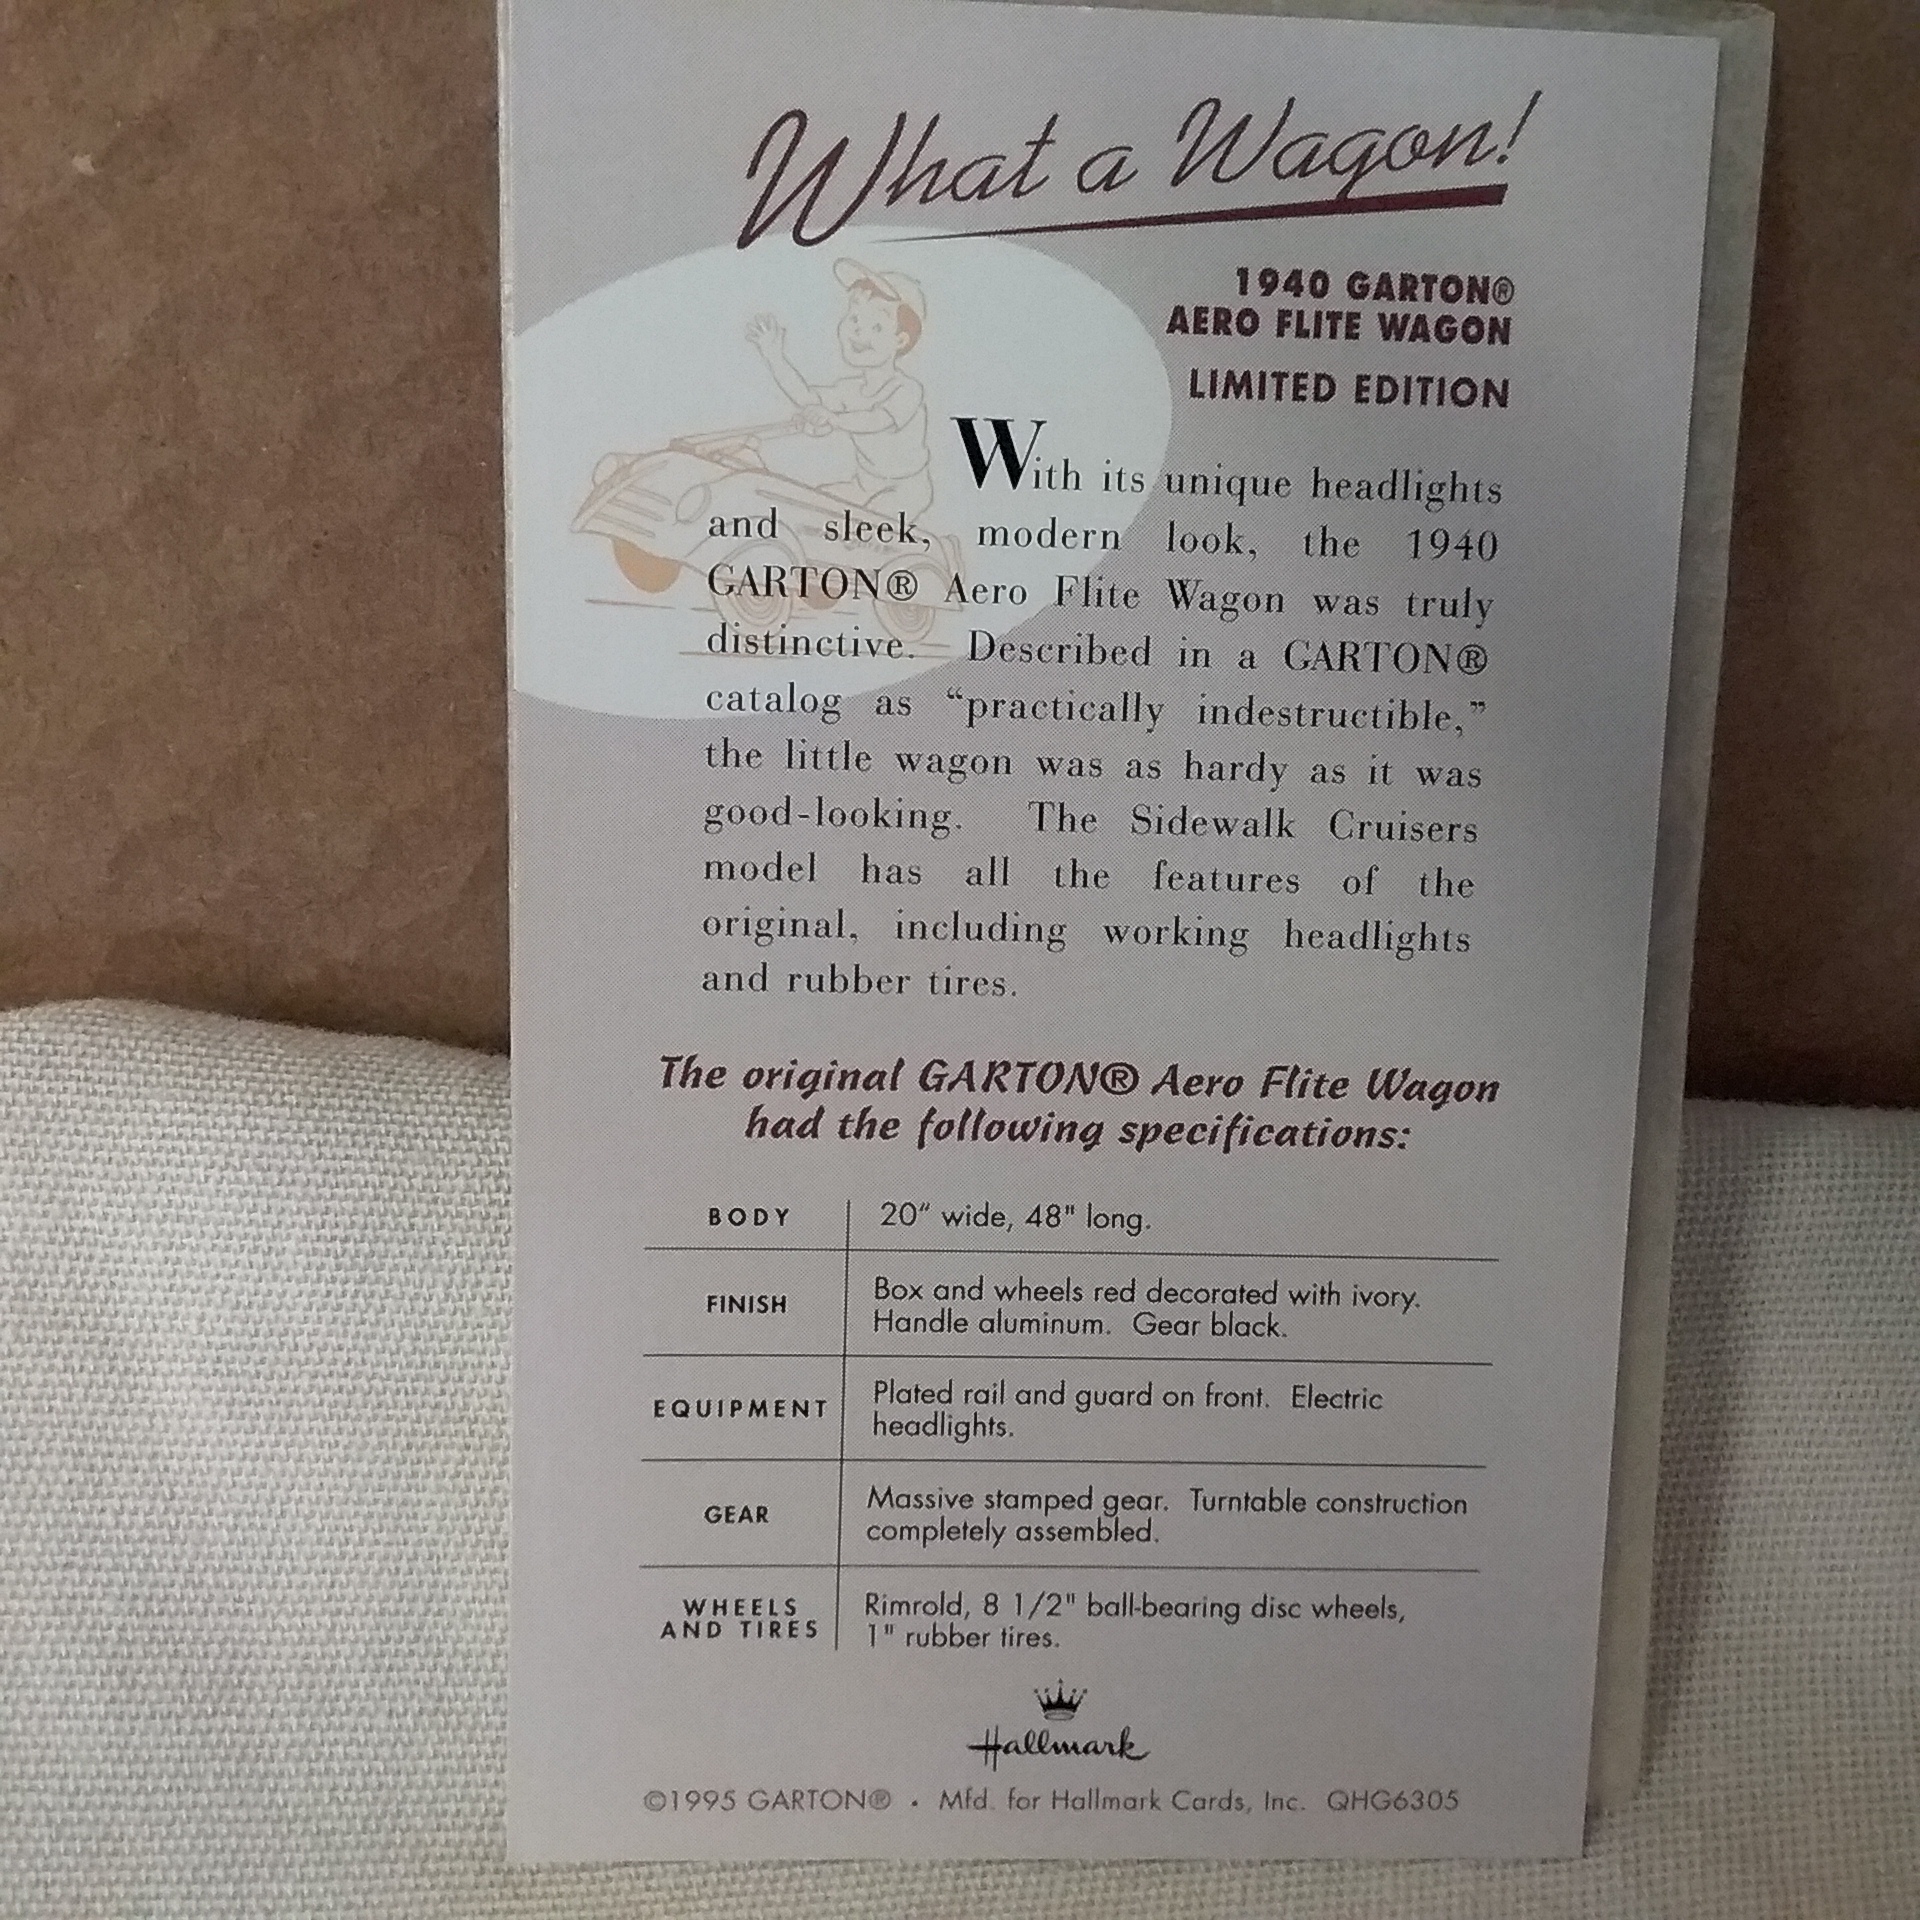 What a Wagon!
1940 GARTON®
AERO FLITE WAGON
LIMITED EDITION
With its unique headlights
and sleek, modern look, the 1940
GARTON® Aero Flite Wagon was truly
distinctive. Described in a GARTON®
catalog as “practically indestructible,”
the little wagon was as hardy as it was
good-looking. The Sidewalk Cruisers
model has all the features of the
original, including working headlights
and rubber tires.
The original GARTON® Aero Flite Wagon
had the following specifications:
BODY
20" wide, 48" long.
FINISH
Box and wheels red decorated with ivory.
Handle aluminum. Gear black.
EQUIPMENT
Plated rail and guard on front. Electric
headlights.
GEAR
Massive stamped gear. Turntable construction
completely assembled.
WHEELS
AND TIRES
Rimrold, 8 1/2" ball-bearing disc wheels,
1" rubber tires.
Hallmark
©1995 GARTON® • Mfd. for Hallmark Cards, Inc. QHG6305